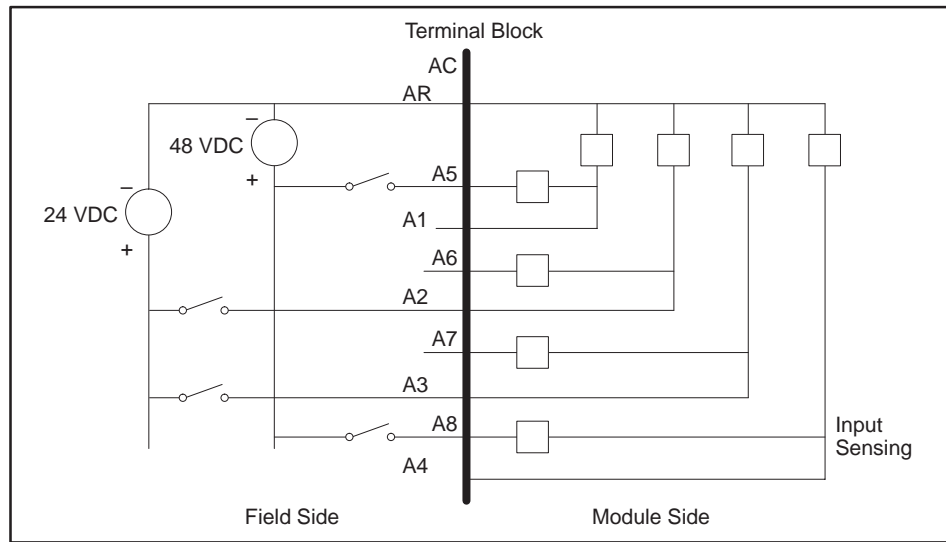 Terminal Block
AC
AR
–
48 VDC
+
A5
–
24 VDC
+
A1
A6
A2
A7
A3
A8
Input
Sensing
A4
Field Side
Module Side